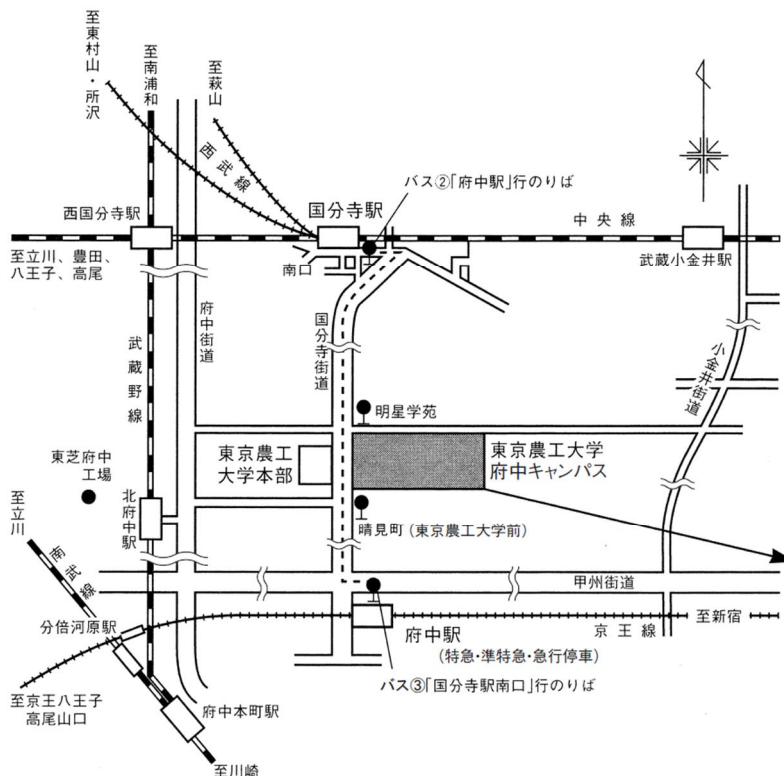 至東村山・所沢
至南浦和
至萩山
西武線
バス②「府中駅」行のりば
国分寺駅
西国分寺駅
中央線
至立川、豊田、
八王子、高尾
南口
武蔵小金井駅
府中街道
国分寺街道
武蔵野線
小金井街道
明星学苑
東京農工
大学本部
東京農工大学
府中キャンパス
東芝府中
工場
北府中駅
至立川
晴見町(東京農工大学前)
南武線
甲州街道
分倍河原駅
府中駅
京王線
至新宿
(特急・準特急・急行停車)
バス③「国分寺駅南口」行のりば
至京王八王子
高尾山口
府中本町駅
至川崎